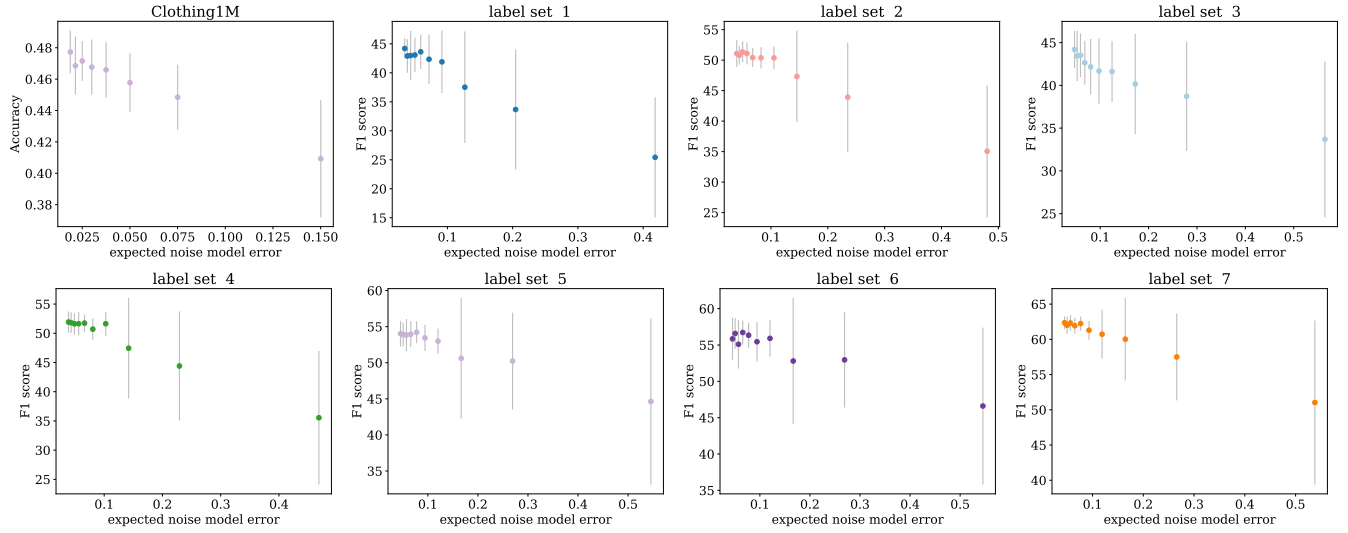 Clothing1M
Accuracy
0.48
0.46
0.44
0.42
0.40
0.38
0.025 0.050 0.075 0.100 0.125 0.150
expected noise model error
label set 1
F1 score
45
40
35
30
25
20
15
0.1 0.2 0.3 0.4
expected noise model error
label set 2
F1 score
55
50
45
40
35
30
25
0.1 0.2 0.3 0.4 0.5
expected noise model error
label set 3
F1 score
45
40
35
30
25
0.1 0.2 0.3 0.4 0.5
expected noise model error
label set 4
F1 score
55
50
45
40
35
30
25
0.1 0.2 0.3 0.4
expected noise model error
label set 5
F1 score
60
55
50
45
40
35
0.1 0.2 0.3 0.4 0.5
expected noise model error
label set 6
F1 score
60
55
50
45
40
35
0.1 0.2 0.3 0.4 0.5
expected noise model error
label set 7
F1 score
65
60
55
50
45
40
0.1 0.2 0.3 0.4 0.5
expected noise model error